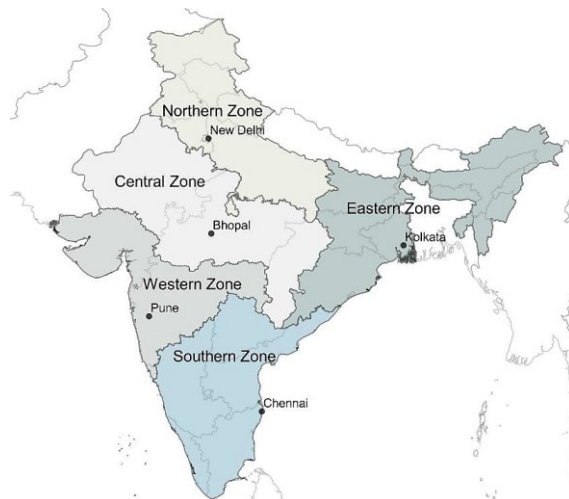 Northern Zone
New Delhi
Central Zone
Eastern Zone
Bhopal
Kolkata
Western Zone
Pune
Southern Zone
Chennai